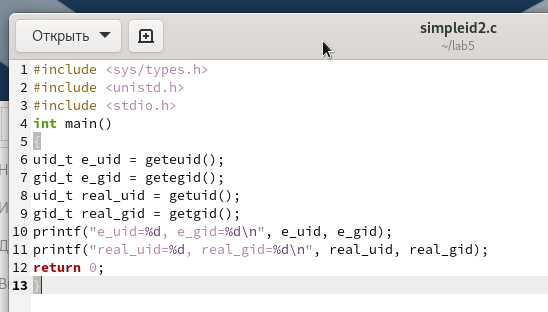 Открыть
simpleid2.c
~/lab5
1 #include <sys/types.h>
2 #include <unistd.h>
3 #include <stdio.h>
4 int main()
5 {
6 uid_t e_uid = geteuid();
7 gid_t e_gid = getegid();
8 uid_t real_uid = getuid();
9 gid_t real_gid = getgid();
10 printf("e_uid=%d, e_gid=%d\n", e_uid, e_gid);
11 printf("real_uid=%d, real_gid=%d\n", real_uid, real_gid);
12 return 0;
13 }